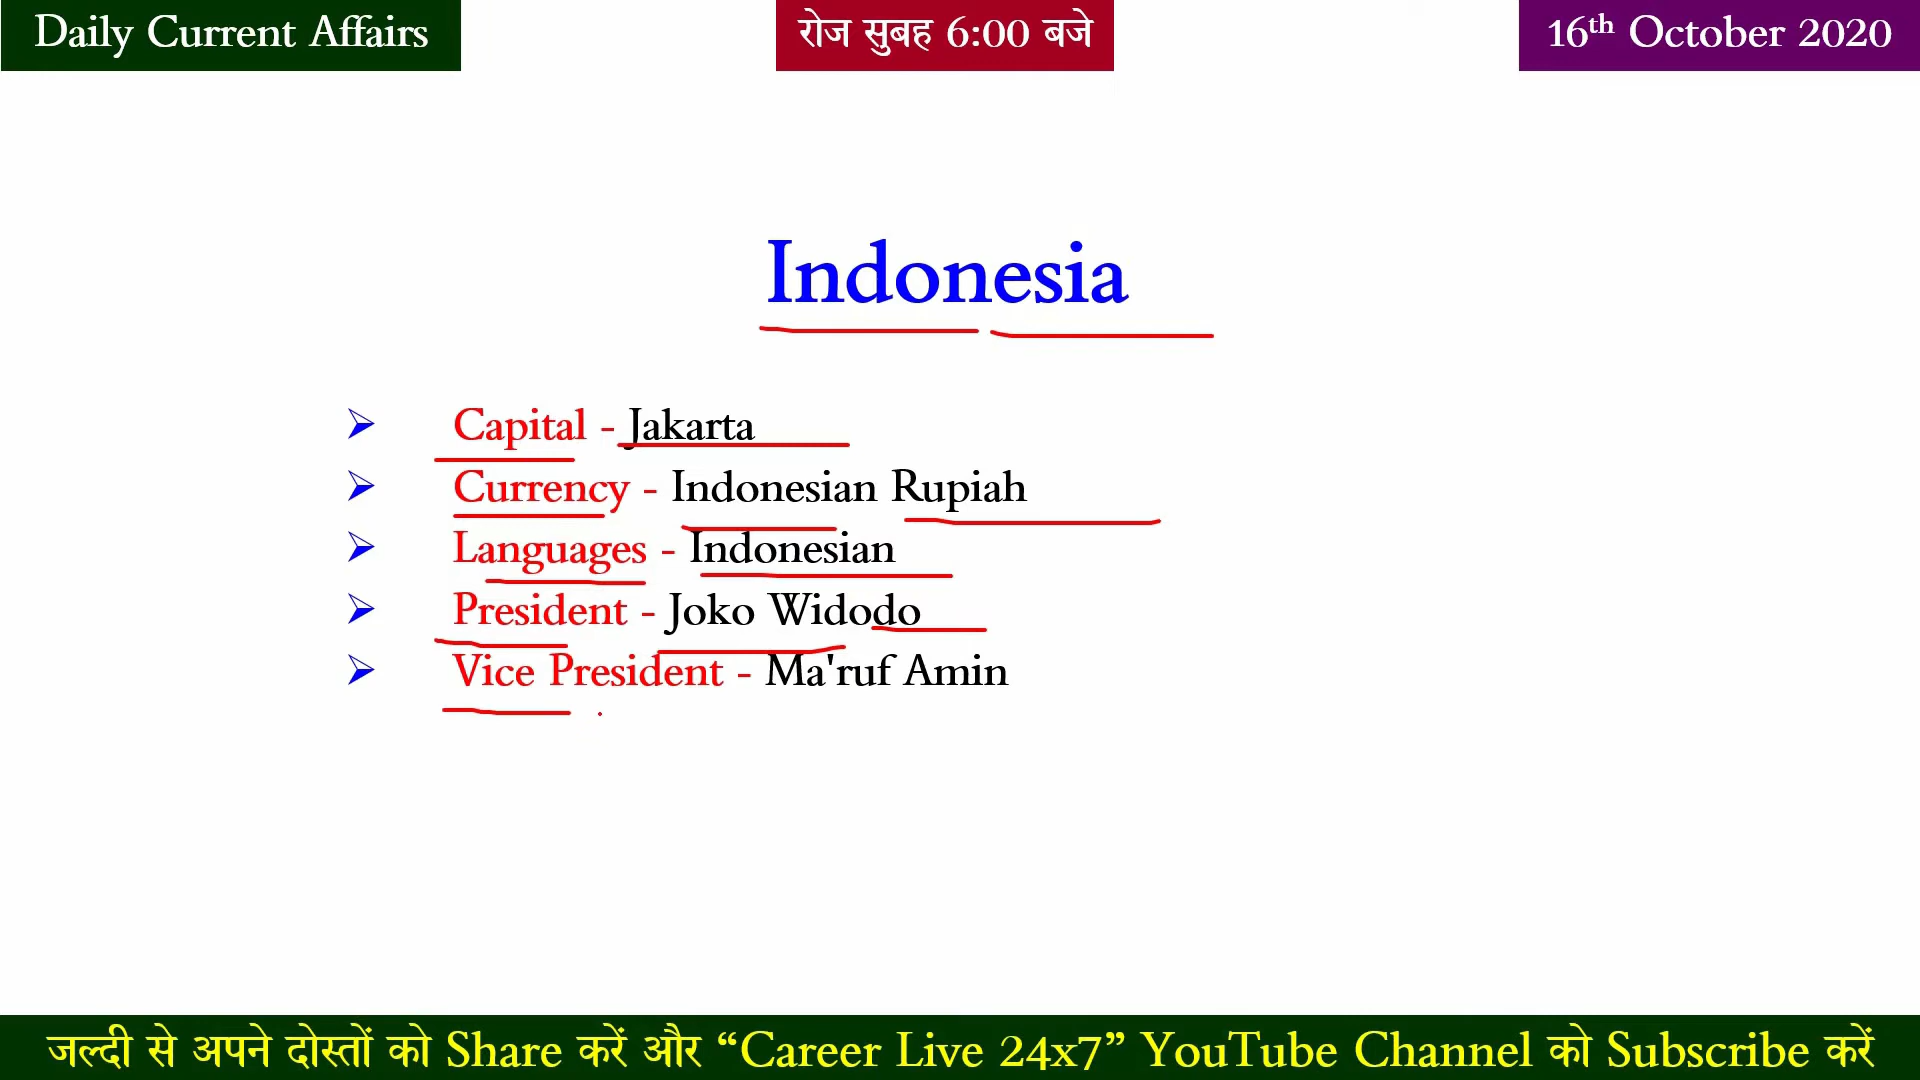 Daily Current Affairs
रोज सुबह 6:00 बजे
16th October 2020
Indonesia
Capital - Jakarta
Currency - Indonesian Rupiah
Languages - Indonesian
President - Joko Widodo
Vice President - Ma'ruf Amin
जल्दी से अपने दोस्तों को Share करें और “Career Live 24x7” YouTube Channel को Subscribe करें